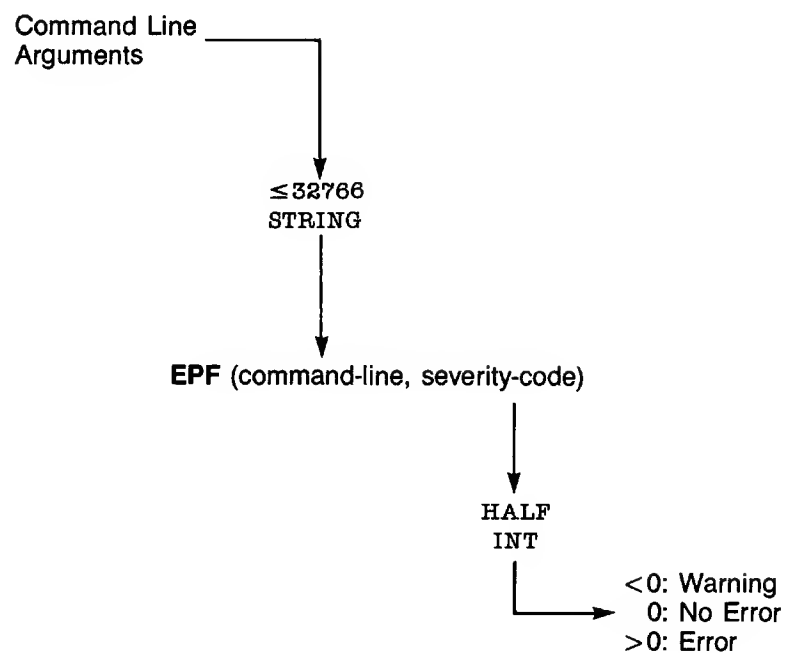 Command Line
Arguments
≤32766
STRING
EPF (command-line, severity-code)
HALF
INT
<0: Warning
0: No Error
>0: Error